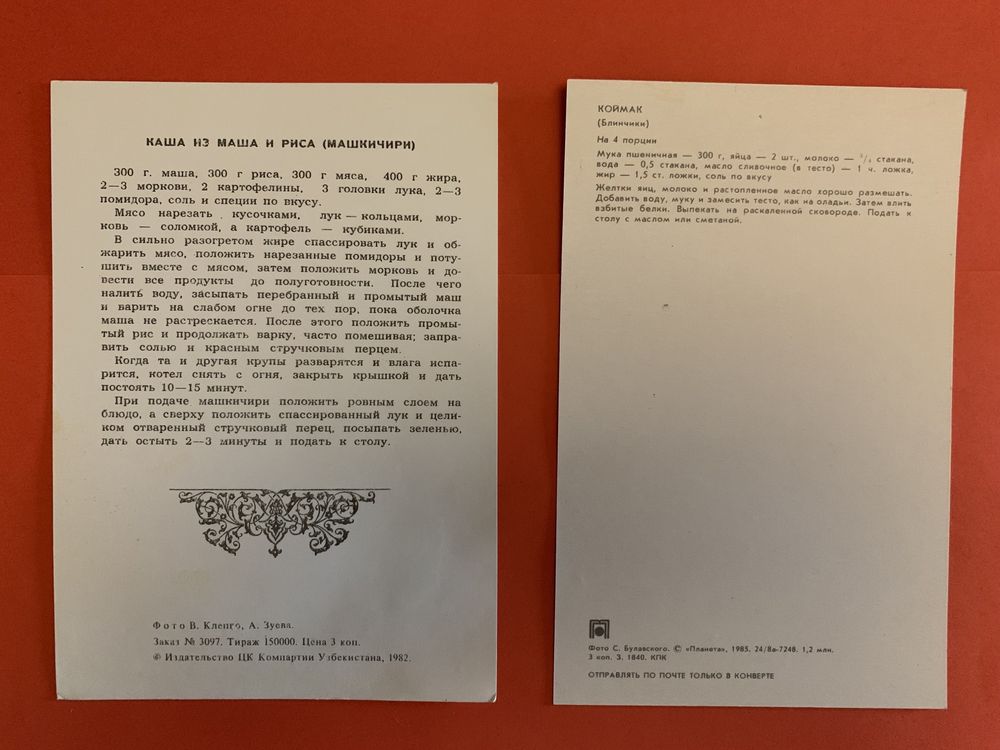 КАША ИЗ МАША И РИСА (МАШКИЧИРИ)
300 г. маша, 300 г риса, 300 г мяса, 400 г жира,
2—3 моркови, 2 картофелины, 3 головки лука, 2—3
помидора, соль и специи по вкусу.
Мясо нарезать кусочками, лук — кольцами, мор-
ковь — соломкой, а картофель — кубиками.
В сильно разогретом жире спассировать лук и об-
жарить мясо, положить нарезанные помидоры и поту-
шить вместе с мясом, затем положить морковь и до-
вести все продукты до полуготовности. После чего
налить воду, засыпать перебранный и промытый маш
и варить на слабом огне до тех пор, пока оболочка
маша не растрескается. После этого положить промы-
тый рис и продолжать варку, часто помешивая; запра-
вить солью и красным стручковым перцем.
Когда та и другая крупы разварятся и влага испа-
рится, котел снять с огня, закрыть крышкой и дать
постоять 10—15 минут.
При подаче машкичири положить ровным слоем на
блюдо, а сверху положить спассированный лук и цели-
ком отваренный стручковый перец, посыпать зеленью,
дать остыть 2—3 минуты и подать к столу.
Фото В. Кленго, А. Зуева.
Заказ № 3097. Тираж 150000. Цена 3 коп.
© Издательство ЦК Компартии Узбекистана, 1982.
КОЙМАК
(Блинчики)
На 4 порции
Мука пшеничная — 300 г, яйца — 2 шт., молоко — 3/4 стакана,
вода — 0,5 стакана, масло сливочное (в тесто) — 1 ч. ложка,
жир — 1,5 ст. ложки, соль по вкусу
Желтки яиц, молоко и растопленное масло хорошо размешать.
Добавить воду, муку и замесить тесто, как на оладьи. Затем влить
взбитые белки. Выпекать на раскаленной сковороде. Подать к
столу с маслом или сметаной.
Фото С. Булавского. © «Планета», 1985. 24/8а-7248. 1,2 млн.
3 коп. З. 1840. КПК
ОТПРАВЛЯТЬ ПО ПОЧТЕ ТОЛЬКО В КОНВЕРТЕ